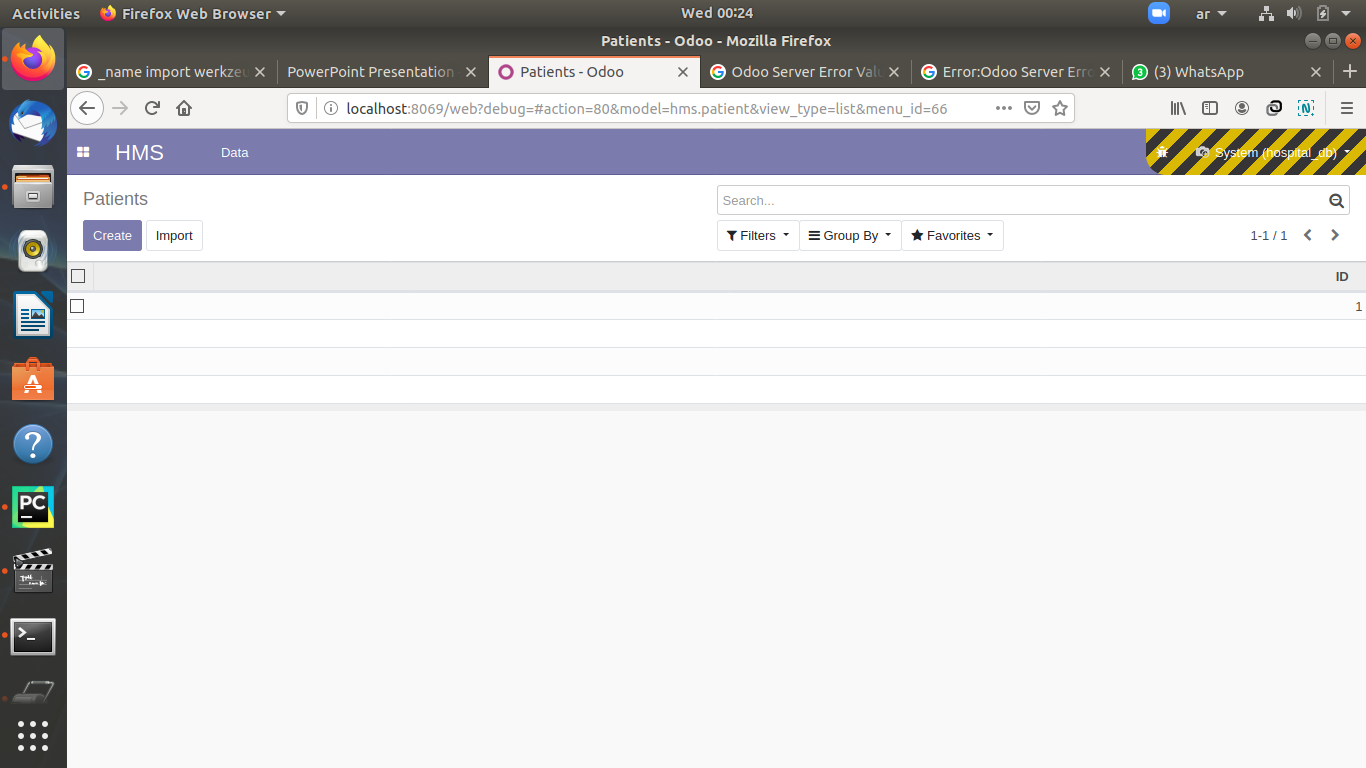 Activities Firefox Web Browser Wed 00:24 ar
Patients - Odoo - Mozilla Firefox
_name import werkzeu PowerPoint Presentation - Patients - Odoo Odoo Server Error Valu Error:Odoo Server Erro (3) WhatsApp
localhost:8069/web?debug=#action=80&model=hms.patient&view_type=list&menu_id=66
HMS Data System (hospital_db)
Patients Search...
Create Import Filters Group By Favorites 1-1 / 1
ID
1